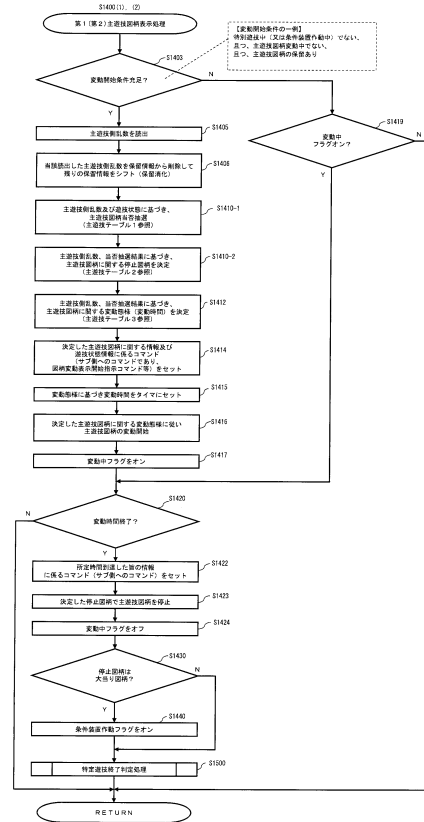 S1400(1)、(2)
第1(第2)主遊技図柄表示処理
【変動開始条件の一例】
特別遊技中(又は条件装置作動中)でない、
且つ、主遊技図柄変動中でない、
且つ、主遊技図柄の保留あり
S1403
変動開始条件充足?
N
Y
S1419
変動中
フラグオン?
N
Y
S1405
主遊技側乱数を読出
S1406
当該読出した主遊技側乱数を保留情報から削除して
残りの保留情報をシフト(保留消化)
S1410-1
主遊技側乱数及び遊技状態に基づき、
主遊技図柄当否抽選
(主遊技テーブル1参照)
S1410-2
主遊技側乱数、当否抽選結果に基づき、
主遊技図柄に関する停止図柄を決定
(主遊技テーブル2参照)
S1412
主遊技側乱数、当否抽選結果に基づき、
主遊技図柄に関する変動態様(変動時間)を決定
(主遊技テーブル3参照)
S1414
決定した主遊技図柄に関する情報及び
遊技状態情報に係るコマンド
(サブ側へのコマンドであり、
図柄変動表示開始指示コマンド等)をセット
S1415
変動態様に基づき変動時間をタイマにセット
S1416
決定した主遊技図柄に関する変動態様に従い
主遊技図柄の変動開始
S1417
変動中フラグをオン
S1420
N
変動時間終了?
Y
S1422
所定時間到達した旨の情報
に係るコマンド(サブ側へのコマンド)をセット
S1423
決定した停止図柄で主遊技図柄を停止
S1424
変動中フラグをオフ
S1430
停止図柄は
大当り図柄?
N
Y
S1440
条件装置作動フラグをオン
S1500
特定遊技終了判定処理
RETURN